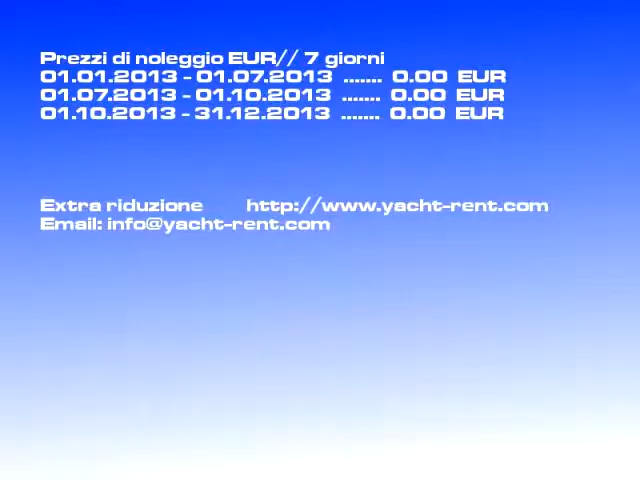 Prezzi di noleggio EUR// 7 giorni
01.01.2013 - 01.07.2013 ....... 0.00 EUR
01.07.2013 - 01.10.2013 ....... 0.00 EUR
01.10.2013 - 31.12.2013 ....... 0.00 EUR
Extra riduzione http://www.yacht-rent.com
Email: info@yacht-rent.com